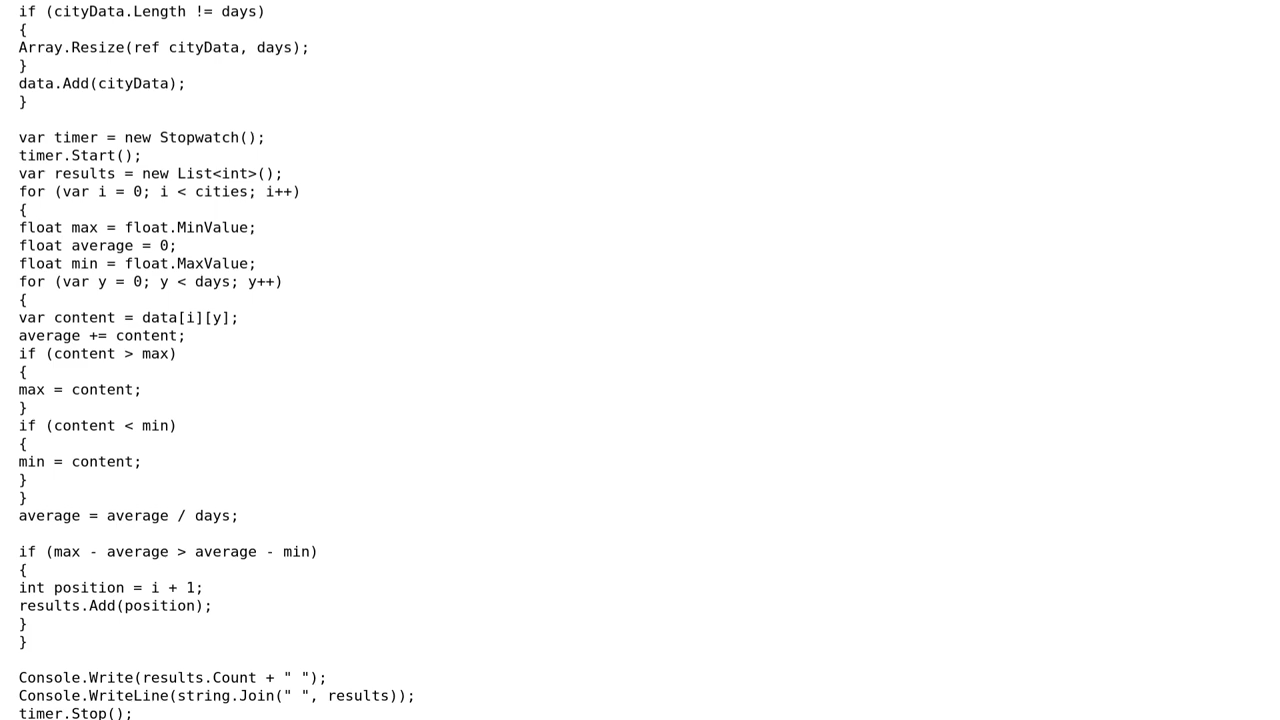 if (cityData.Length != days)
{
Array.Resize(ref cityData, days);
}
data.Add(cityData);
}

var timer = new Stopwatch();
timer.Start();
var results = new List<int>();
for (var i = 0; i < cities; i++)
{
float max = float.MinValue;
float average = 0;
float min = float.MaxValue;
for (var y = 0; y < days; y++)
{
var content = data[i][y];
average += content;
if (content > max)
{
max = content;
}
if (content < min)
{
min = content;
}
}
average = average / days;

if (max - average > average - min)
{
int position = i + 1;
results.Add(position);
}
}

Console.Write(results.Count + " ");
Console.WriteLine(string.Join(" ", results));
timer.Stop();